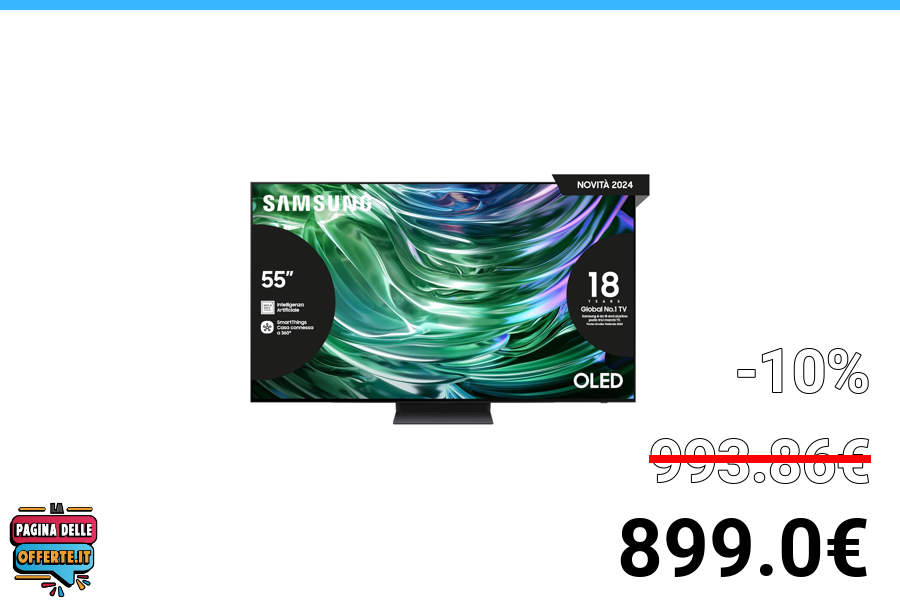 NOVITÀ 2024
SAMSUNG
55”
Intelligenza
Artificiale
SmartThings
Casa connessa
a 360°
18
YEARS
Global No.1 TV
OLED
-10%
993.86€
899.0€
LA
PAGINA DELLE
OFFERTE.IT